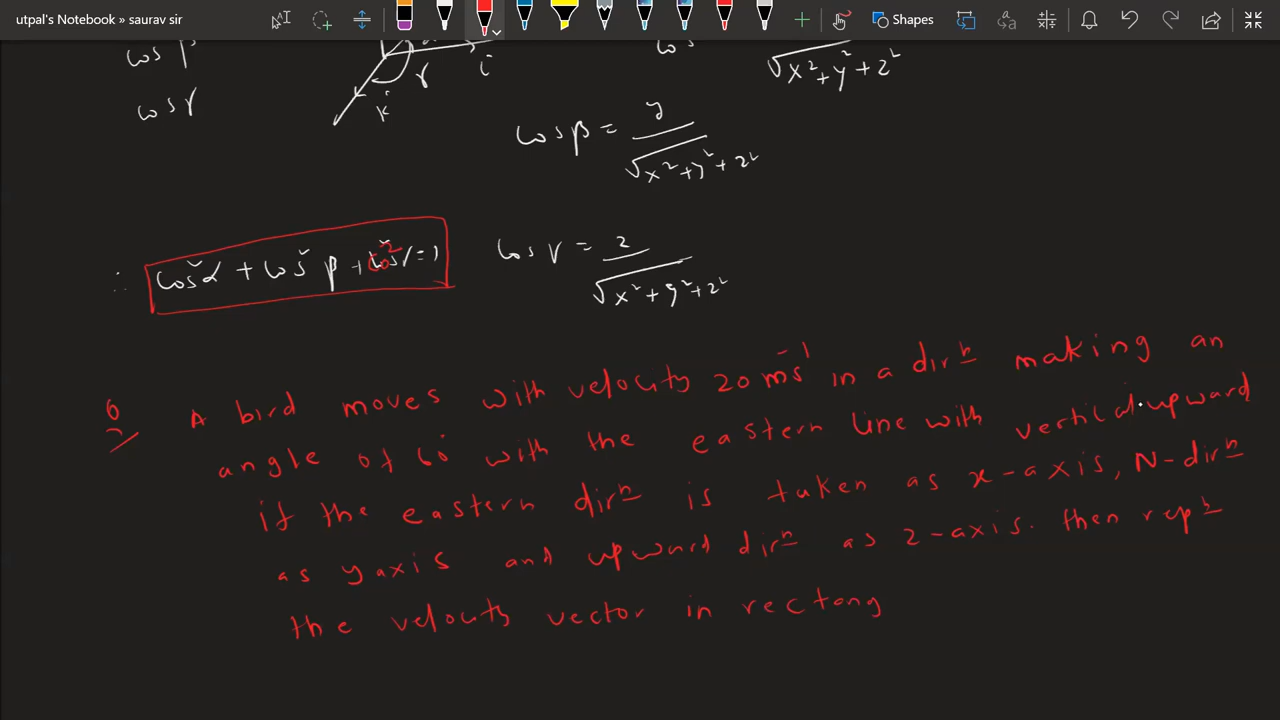 utpal's Notebook » saurav sir
Shapes
cos β
cos γ
γ
i
k
cos
√x²+y²+z²
cos β = y / √x²+y²+z²
∴ cos²α + cos²β + cos²γ = 1
cos γ = z / √x²+y²+z²
Q A bird moves with velocity 20 ms⁻¹ in a dirⁿ making an
angle of 60° with the eastern line with vertical upward
if the eastern dirⁿ is taken as x-axis, N-dirⁿ
as y axis and upward dirⁿ as z-axis. then repⁿ
the velocity vector in rectang